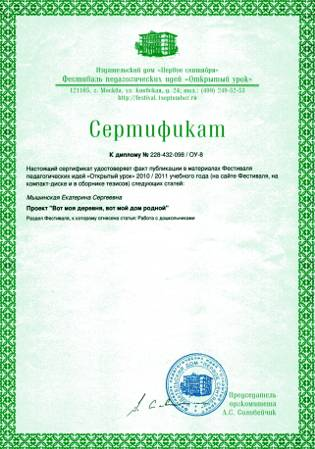 Издательский дом «Первое сентября»
Фестиваль педагогических идей «Открытый урок»
121165, г. Москва, ул. Киевская, д. 24; тел.: (499) 249-52-53
http://festival.1september.ru
Сертификат
К диплому № 228-432-098 / ОУ-8
Настоящий сертификат удостоверяет факт публикации в материалах Фестиваля
педагогических идей «Открытый урок» 2010 / 2011 учебного года (на сайте Фестиваля, на
компакт-диске и в сборнике тезисов) следующих статей:
Мышинская Екатерина Сергеевна
Проект "Вот моя деревня, вот мой дом родной"
Раздел Фестиваля, к которому отнесена статья: Работа с дошкольниками
Председатель
оргкомитета
А.С. Соловейчик